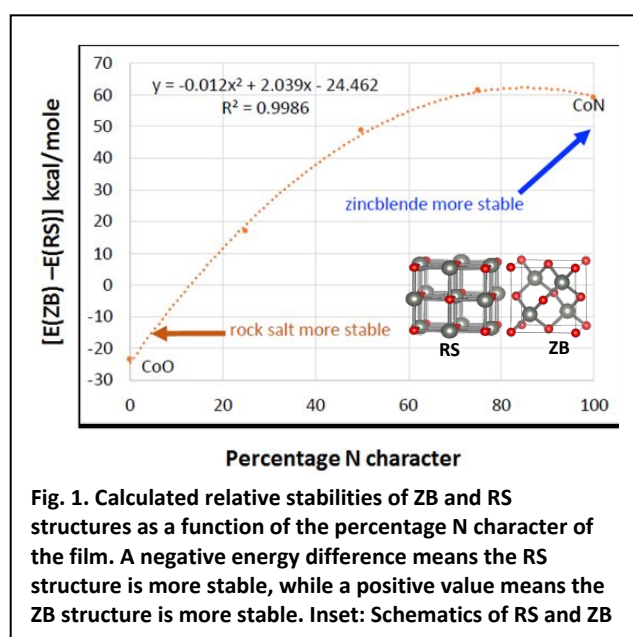 y = -0.012x² + 2.039x - 24.462
R² = 0.9986
[E(ZB) –E(RS)] kcal/mole
70
60
50
40
30
20
10
0
-10
-20
-30
CoN
zincblende more stable
rock salt more stable
RS
ZB
CoO
0
20
40
60
80
100
Percentage N character
Fig. 1. Calculated relative stabilities of ZB and RS
structures as a function of the percentage N character of
the film. A negative energy difference means the RS
structure is more stable, while a positive value means the
ZB structure is more stable. Inset: Schematics of RS and ZB